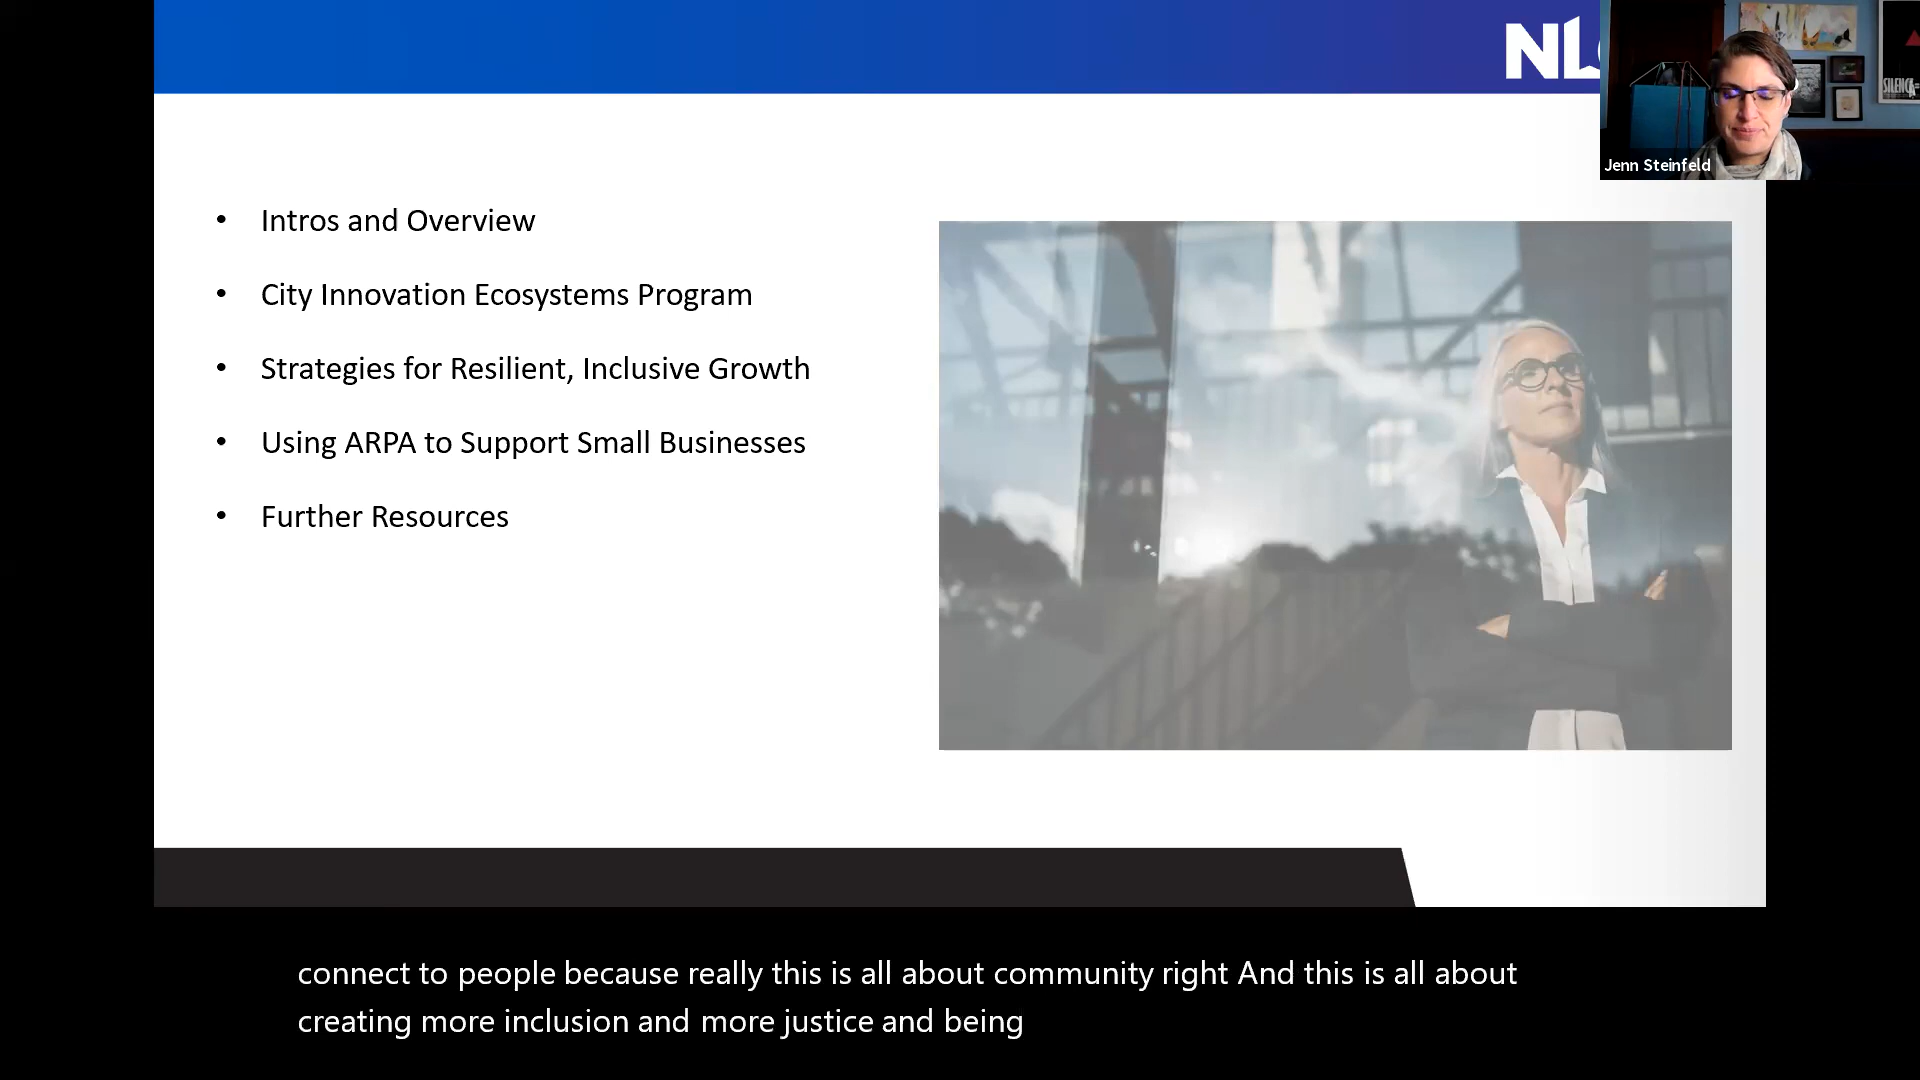 NL
Jenn Steinfeld
• Intros and Overview
• City Innovation Ecosystems Program
• Strategies for Resilient, Inclusive Growth
• Using ARPA to Support Small Businesses
• Further Resources
connect to people because really this is all about community right And this is all about
creating more inclusion and more justice and being